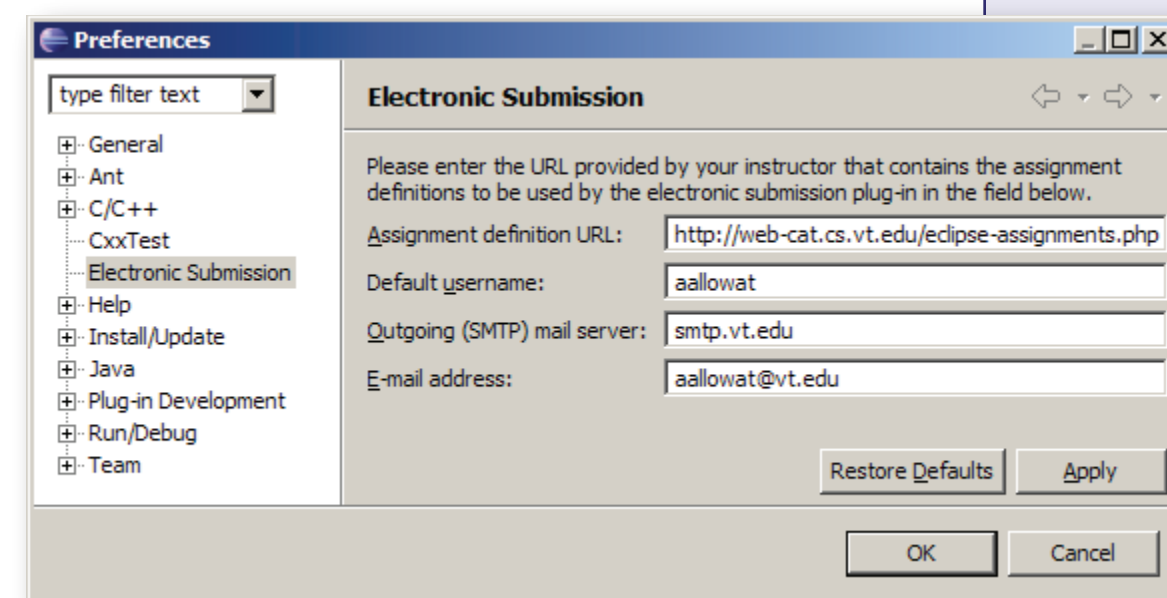 Preferences
type filter text
General
Ant
C/C++
CxxTest
Electronic Submission
Help
Install/Update
Java
Plug-in Development
Run/Debug
Team
Electronic Submission
Please enter the URL provided by your instructor that contains the assignment
definitions to be used by the electronic submission plug-in in the field below.
Assignment definition URL: http://web-cat.cs.vt.edu/eclipse-assignments.php
Default username: aallowat
Outgoing (SMTP) mail server: smtp.vt.edu
E-mail address: aallowat@vt.edu
Restore Defaults Apply
OK Cancel